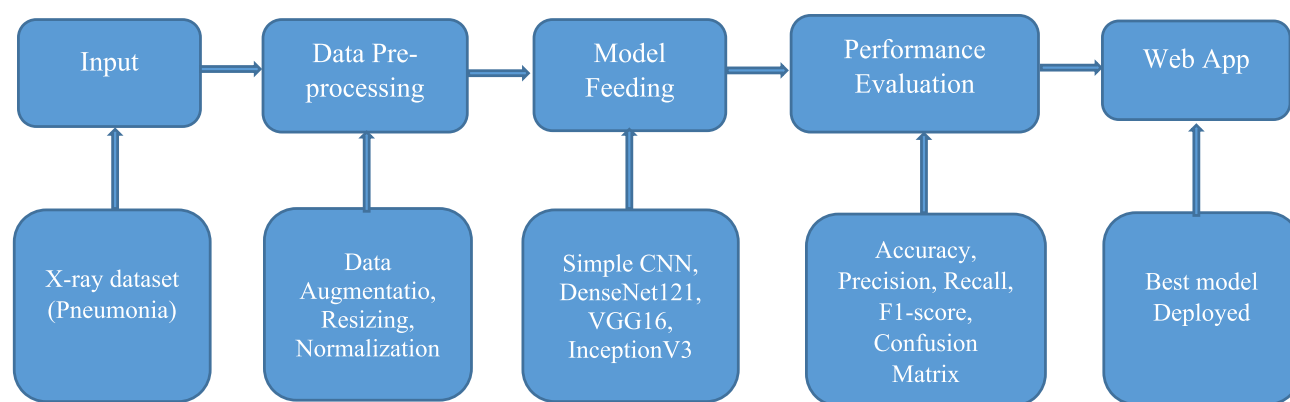 Input
Data Pre-
processing
Model
Feeding
Performance
Evaluation
Web App
X-ray dataset
(Pneumonia)
Data
Augmentatio,
Resizing,
Normalization
Simple CNN,
DenseNet121,
VGG16,
InceptionV3
Accuracy,
Precision, Recall,
F1-score,
Confusion
Matrix
Best model
Deployed